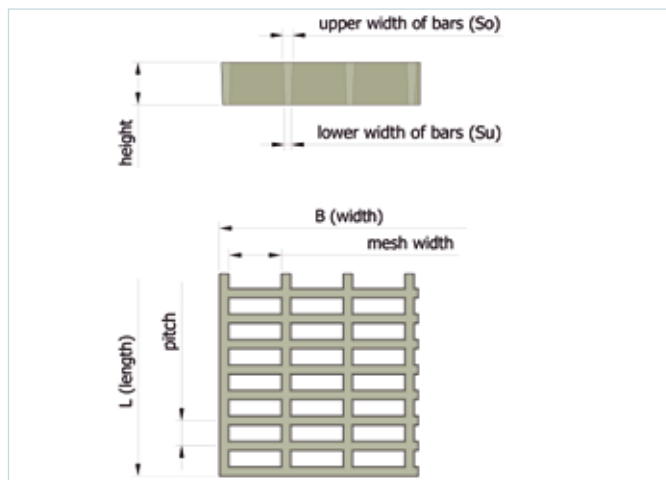 upper width of bars (So)
height
lower width of bars (Su)
B (width)
mesh width
L (length)
pitch